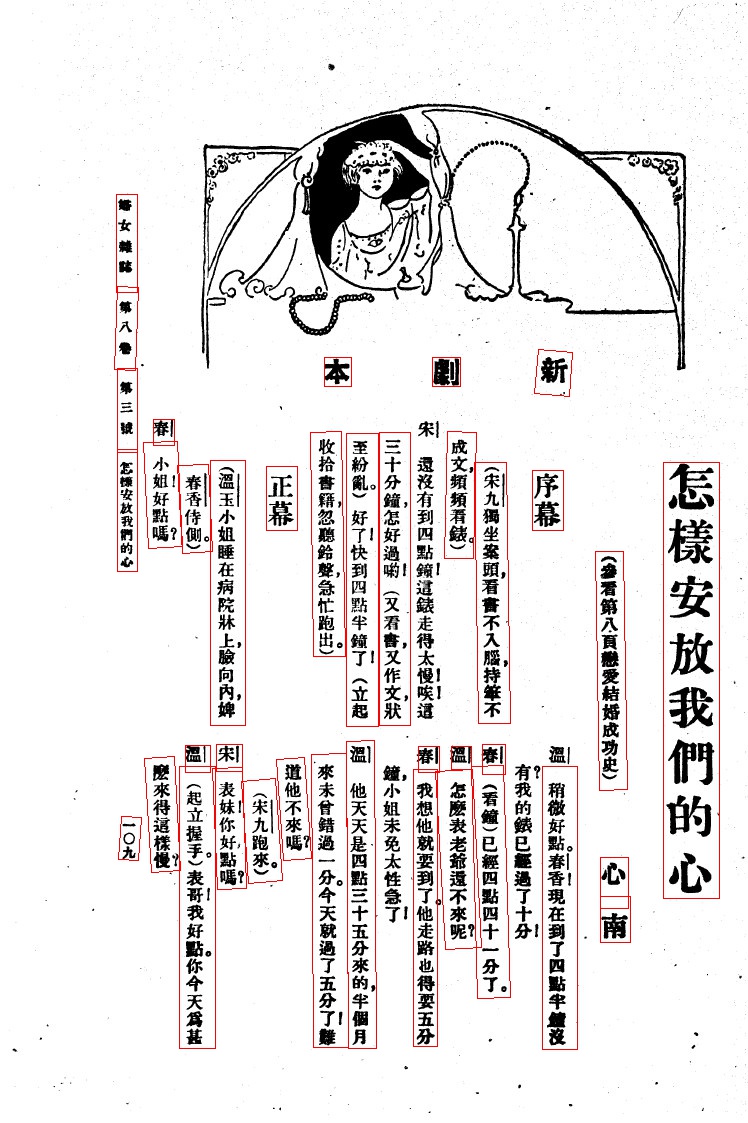 新劇本
怎樣安放我們的心
(參看第八頁戀愛結婚成功史)
心南
序幕
(宋九獨坐案頭,看書不入腦,持筆不
成文,頻頻看錶。)
宋 還沒有到四點鐘!這錶走得太慢!唉!這
三十分鐘,怎好過喲!(又看書,又作文,狀
至紛亂。)好了!快到四點半鐘了!(立起
收拾書籍,忽聽鈴聲,急忙跑出。)
正幕
(溫玉小姐睡在病院牀上,臉向內,婢
春香侍側。)
春 小姐!好點嗎?
溫 稍微好點。春香!現在到了四點半鐘沒
有?我的錶已經過了十分!
春 (看鐘)已經四點四十一分了。
溫 怎麽表老爺還不來呢?
春 我想他就要到了。他走路也得要五分
鐘,小姐未免太性急了!
溫 他天天是四點三十五分來的,半個月
來未曾錯過一分。今天就過了五分了!難
道他不來嗎?
(宋九跑來。)
宋 表妹!你好點嗎?
溫 (起立握手)。表哥!我好點。你今天爲甚
麽來得這樣慢?
婦女雜誌 第八卷 第三號 怎樣安放我們的心
一〇九